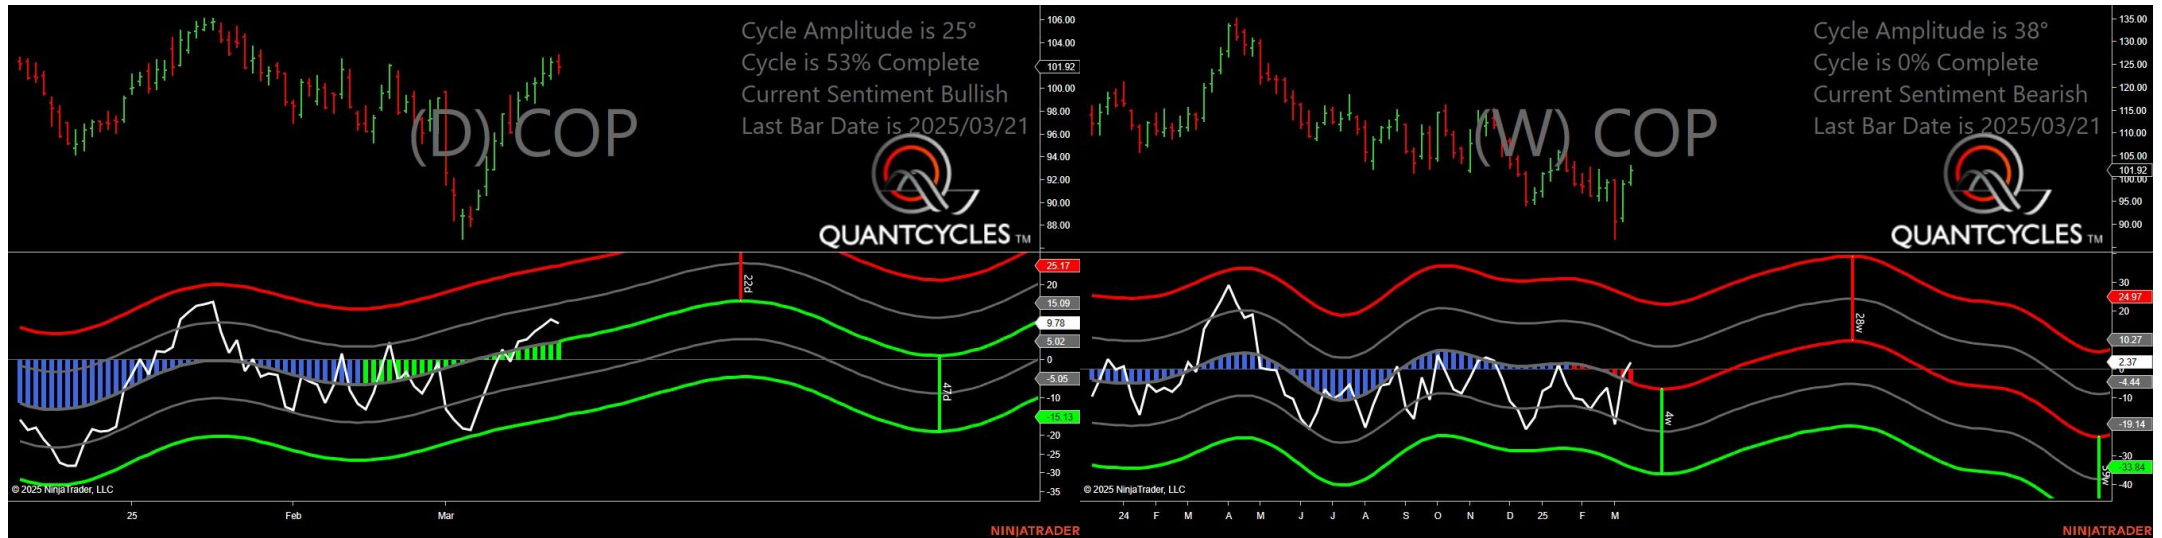 Cycle Amplitude is 25°
Cycle is 53% Complete
Current Sentiment Bullish
Last Bar Date is 2025/03/21
(D) COP
QUANTCYCLES TM
106.00
104.00
101.92
100.00
98.00
96.00
94.00
92.00
90.00
88.00
22d
47d
25.17
20
15.09
9.78
5.02
0
-5.05
-10
-15.13
-20
-25
-30
-35
© 2025 NinjaTrader, LLC
25
Feb
Mar
NINJATRADER
Cycle Amplitude is 38°
Cycle is 0% Complete
Current Sentiment Bearish
Last Bar Date is 2025/03/21
(W) COP
QUANTCYCLES TM
135.00
130.00
125.00
120.00
115.00
110.00
105.00
101.92
100.00
95.00
90.00
28w
4w
59w
30
24.97
20
10.27
2.37
0
-4.44
-10
-19.14
-30
-33.84
-40
© 2025 NinjaTrader, LLC
24
F
M
A
M
J
J
A
S
O
N
D
25
F
M
NINJATRADER